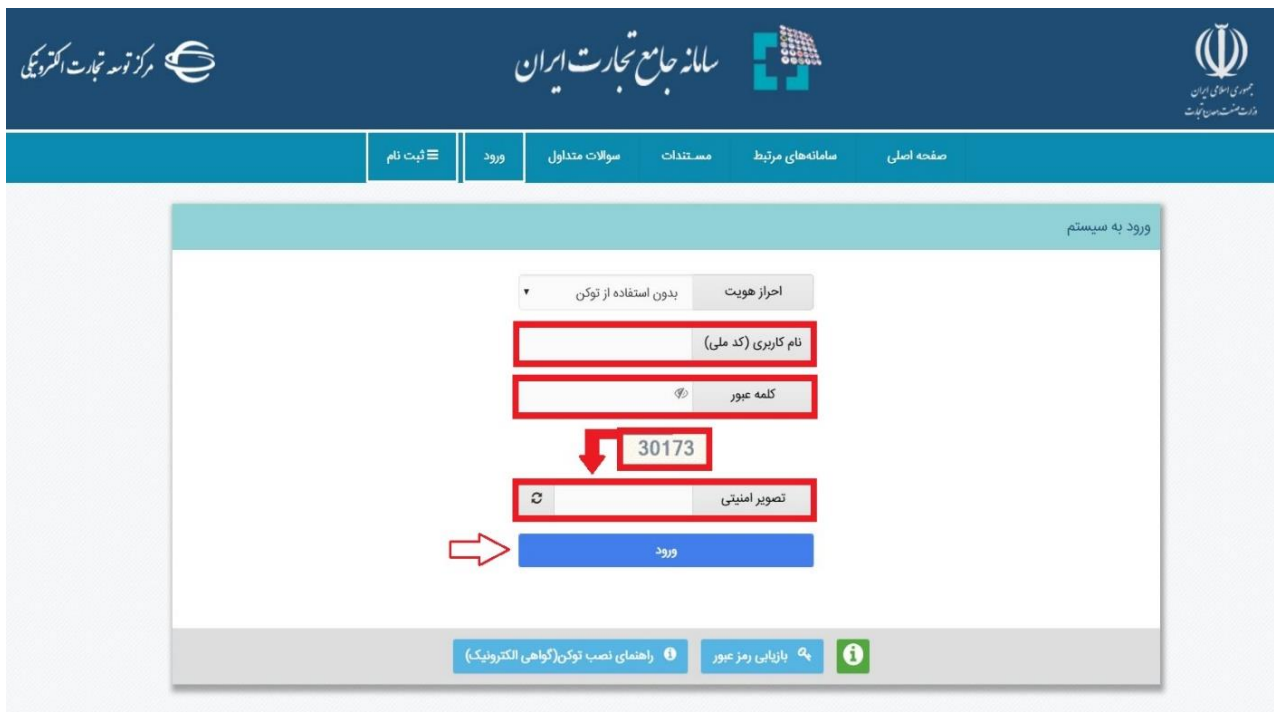 جمهوری اسلامی ایران
وزارت صنعت، معدن و تجارت
سامانه جامع تجارت ایران
مرکز توسعه تجارت الکترونیکی
صفحه اصلی
سامانه‌های مرتبط
مستندات
سوالات متداول
ورود
ثبت نام
ورود به سیستم
احراز هویت
بدون استفاده از توکن
نام کاربری (کد ملی)
کلمه عبور
30173
تصویر امنیتی
ورود
بازیابی رمز عبور
راهنمای نصب توکن(گواهی الکترونیک)